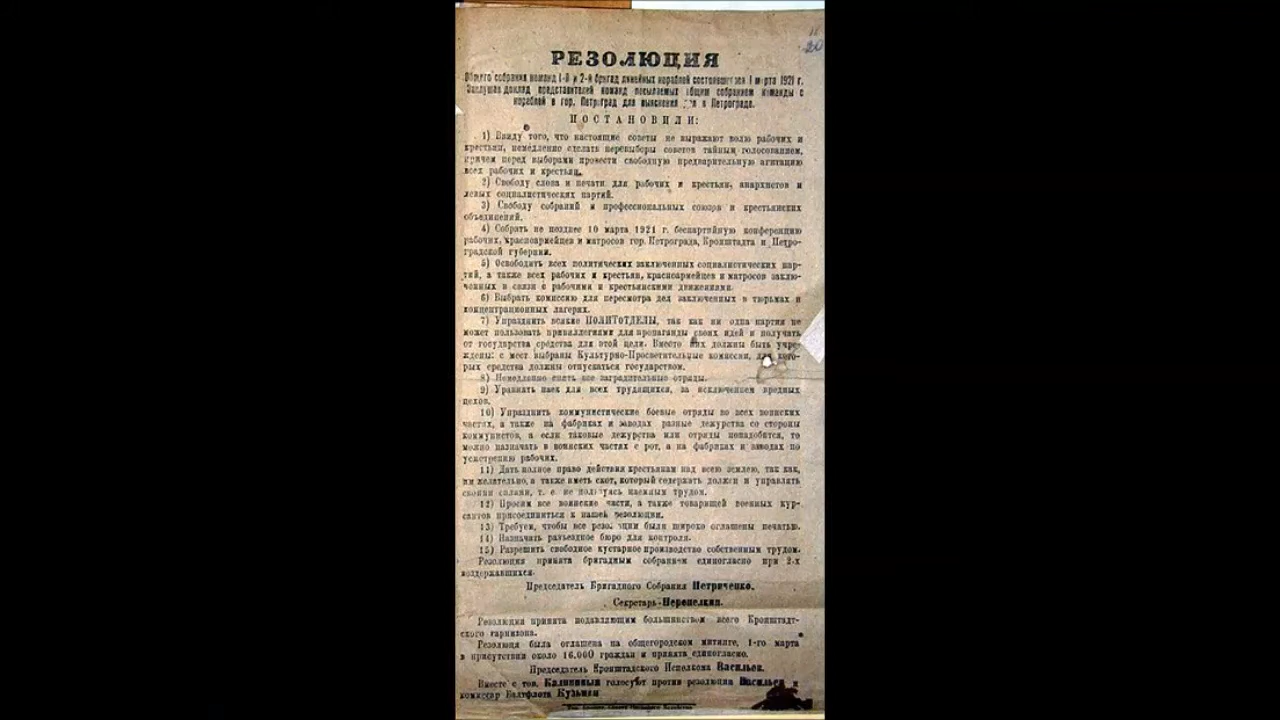 20
РЕЗОЛЮЦИЯ
Общего собрания команд 1-й и 2-й бригад линейных кораблей состоявшегося 1 марта 1921 г.
Заслушав доклад представителей команд посылаемых общим собранием команды с
кораблей в гор. Петроград для выяснения в Петрограде.
ПОСТАНОВИЛИ:
1) Ввиду того, что настоящие советы не выражают волю рабочих и
крестьян, немедленно сделать перевыборы советов тайным голосованием,
причем перед выборами провести свободную предварительную агитацию
всех рабочих и крестьян.
2) Свободу слова и печати для рабочих и крестьян, анархистов и
левых социалистических партий.
3) Свободу собраний и профессиональных союзов и крестьянских
объединений.
4) Собрать не позднее 10 марта 1921 г. беспартийную конференцию
рабочих, красноармейцев и матросов гор. Петрограда, Кронштадта и Петро-
градской губернии.
5) Освободить всех политических заключенных социалистических пар-
тий, а также всех рабочих и крестьян, красноармейцев и матросов заклю-
ченных в связи с рабочими и крестьянскими движениями.
6) Выбрать комиссию для пересмотра дел заключенных в тюрьмах и
концентрационных лагерях.
7) Упразднить всякие ПОЛИТОТДЕЛЫ, так как ни одна партия не
может пользовать привиллегиями для пропаганды своих идей и получать
от государства средства для этой цели. Вместо них должны быть учре-
ждены с мест выбраны Культурно-Просветительные комиссии, для кото-
рых средства должны отпускаться государством.
8) Немедленно снять все заградительные отряды.
9) Уравнять паек для всех трудящихся, за исключением вредных
цехов.
10) Упразднить коммунистические боевые отряды во всех воинских
частях, а также на фабриках и заводах разные дежурства со стороны
коммунистов, а если таковые дежурства или отряды понадобятся, то
можно назначать в воинских частях с рот, а на фабриках и заводах по
усмотрению рабочих.
11) Дать полное право действия крестьянам над всею землею, так как,
им желательно, а также иметь скот, который содержать должен и управлять
своими силами, т. е. не пользуясь наемным трудом.
12) Просим все воинские части, а также товарищей военных кур-
сантов присоединиться к нашей резолюции.
13) Требуем, чтобы все резолюции были широко оглашены печатью.
14) Назначить разъездное бюро для контроля.
15) Разрешить свободное кустарное производство собственным трудом.
Резолюция принята бригадным собранием единогласно при 2-х
воздержавшихся.
Председатель Бригадного Собрания Петриченко.
Секретарь-Перепелкин.
Резолюция принята подавляющим большинством всего Кронштадт-
ского гарнизона.
Резолюця была оглашена на общегородском митинге, 1-го марта
в присутствии около 16.000 граждан и принята единогласно.
Председатель Кронштадского Исполкома Васильев.
Вместе с тов. Калининым голосуют против резолюции Васильев и
комиссар Балтфлота Кузьмин